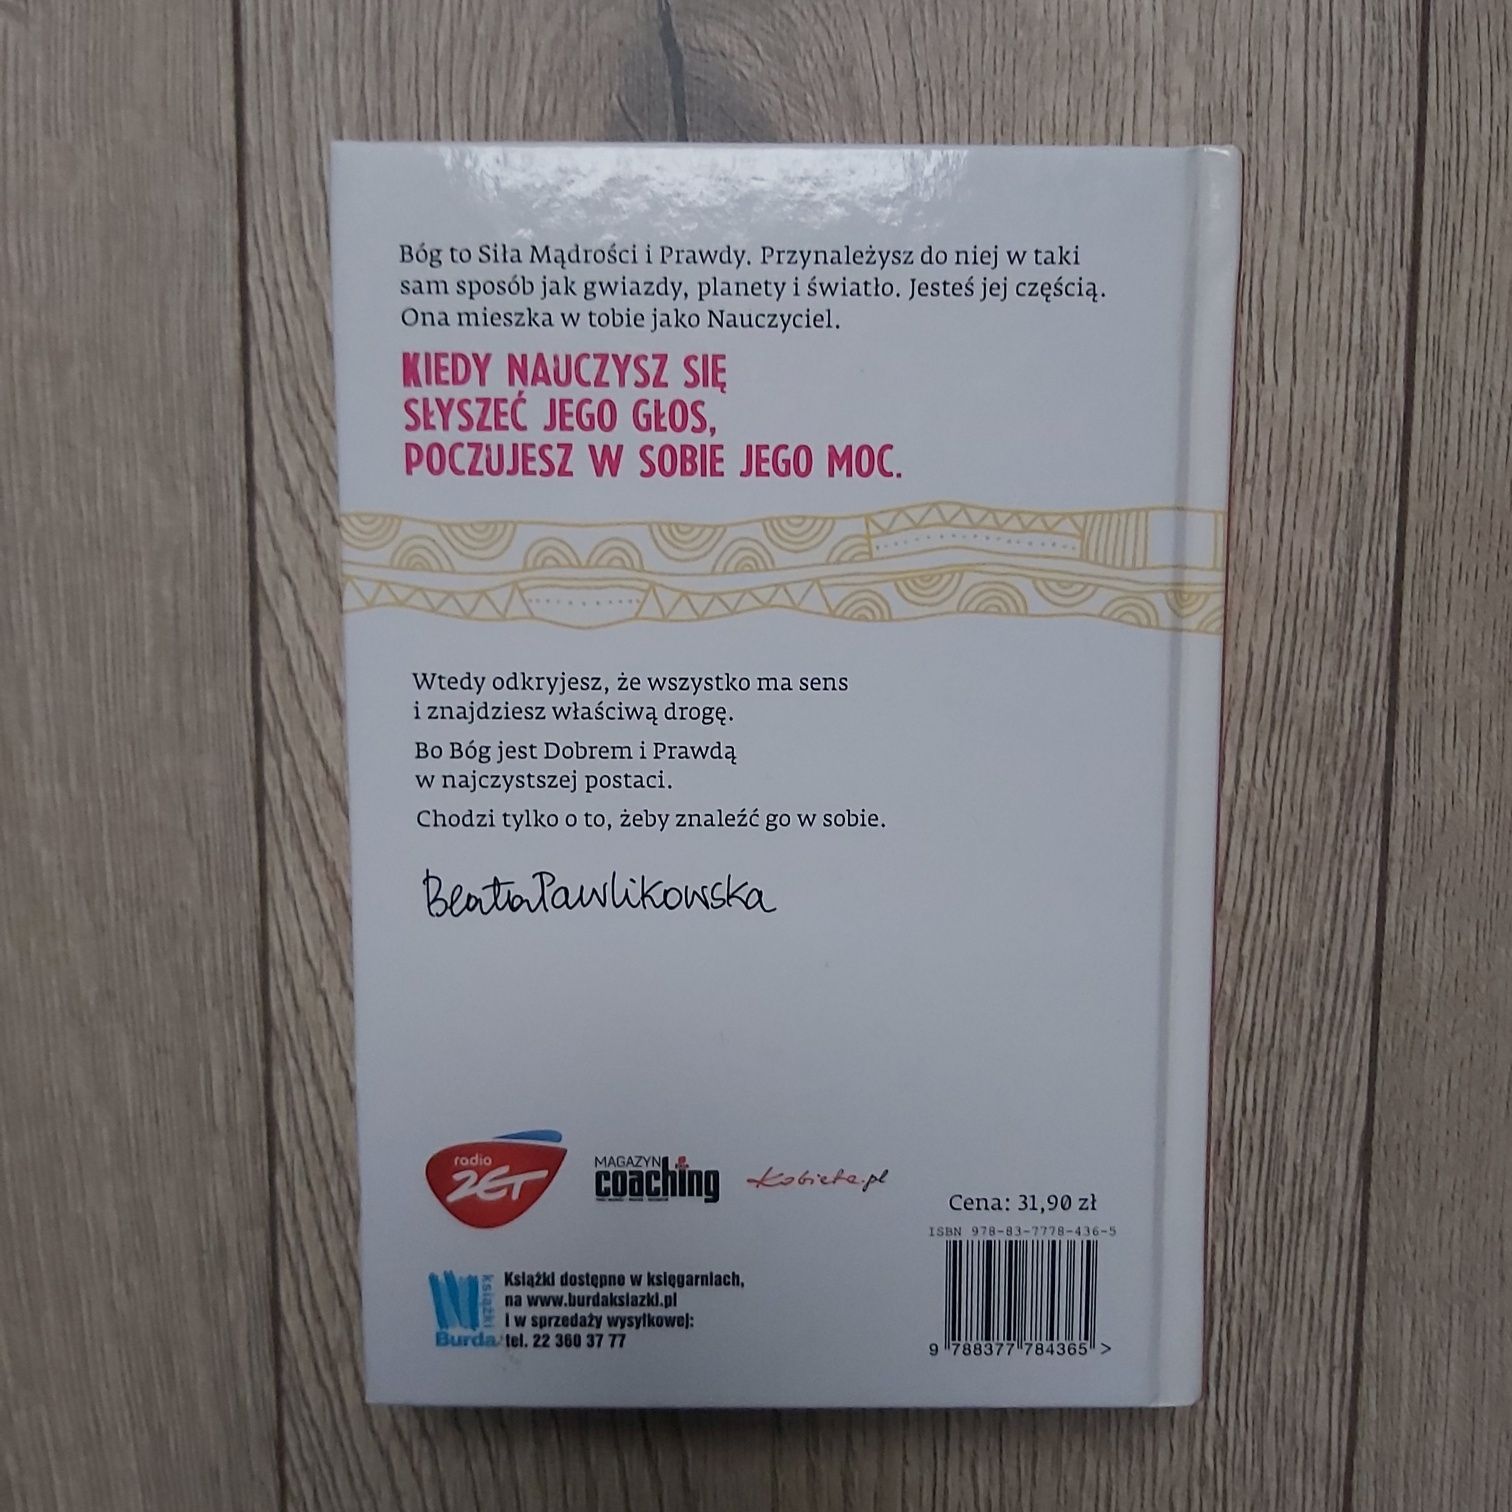 Bóg to Siła Mądrości i Prawdy. Przynależysz do niej w taki
sam sposób jak gwiazdy, planety i światło. Jesteś jej częścią.
Ona mieszka w tobie jako Nauczyciel.
KIEDY NAUCZYSZ SIĘ
SŁYSZEĆ JEGO GŁOS,
POCZUJESZ W SOBIE JEGO MOC.
Wtedy odkryjesz, że wszystko ma sens
i znajdziesz właściwą drogę.
Bo Bóg jest Dobrem i Prawdą
w najczystszej postaci.
Chodzi tylko o to, żeby znaleźć go w sobie.
Beata Pawlikowska
radio
ZET
MAGAZYN
coaching
Kobieta.pl
Cena: 31,90 zł
ISBN 978-83-7778-436-5
9 788377 784365 >
książki
Burda
Książki dostępne w księgarniach,
na www.burdaksiazki.pl
i w sprzedaży wysyłkowej:
tel. 22 360 37 77